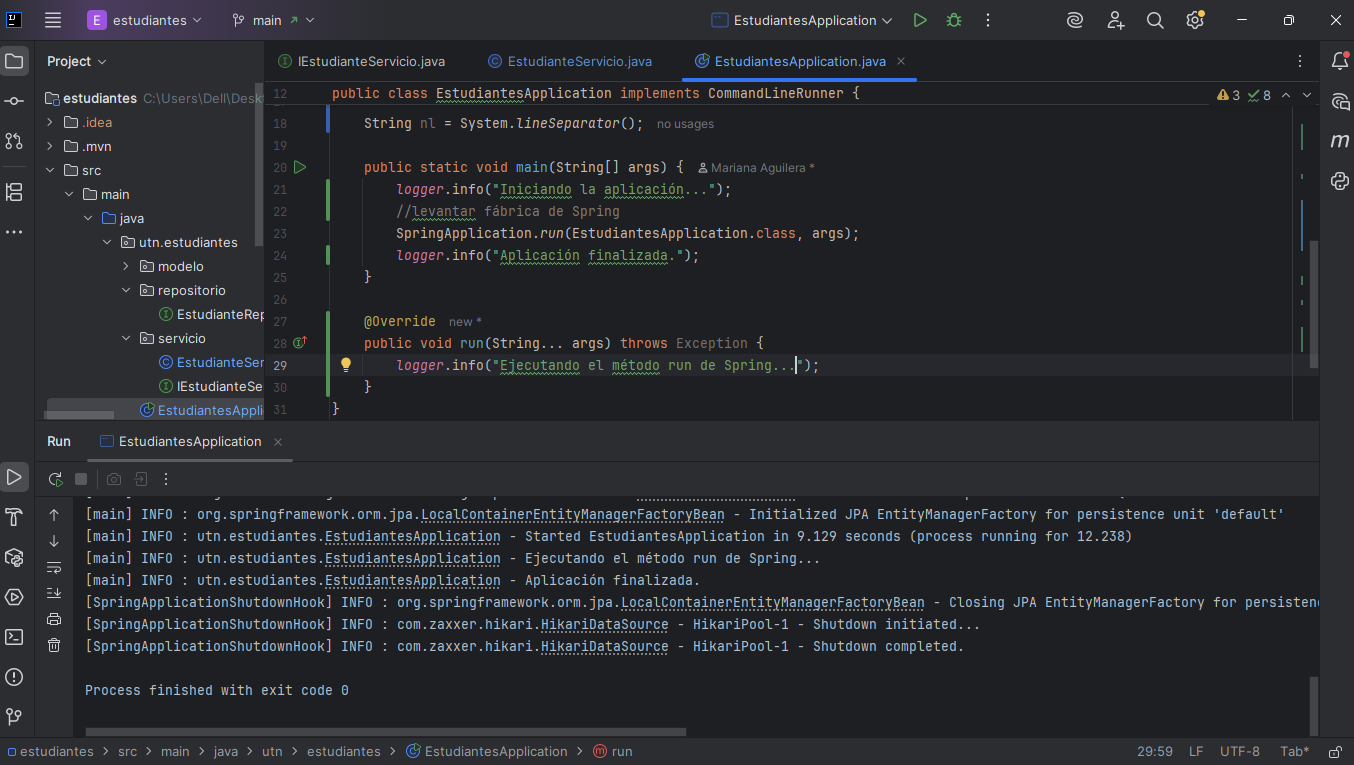 E estudiantes main EstudiantesApplication
Project
IEstudianteServicio.java EstudianteServicio.java EstudiantesApplication.java
estudiantes C:\Users\Dell\Desk
.idea
.mvn
src
main
java
utn.estudiantes
modelo
repositorio
EstudianteRep
servicio
EstudianteSer
IEstudianteSe
EstudiantesAppli
12 public class EstudiantesApplication implements CommandLineRunner {
3 8
18 String nl = System.lineSeparator(); no usages
19
20 public static void main(String[] args) { Mariana Aguilera *
21 logger.info("Iniciando la aplicación...");
22 //levantar fábrica de Spring
23 SpringApplication.run(EstudiantesApplication.class, args);
24 logger.info("Aplicación finalizada.");
25 }
26
27 @Override new *
28 public void run(String... args) throws Exception {
29 logger.info("Ejecutando el método run de Spring...");
30 }
31 }
m
Run EstudiantesApplication
[main] INFO : org.springframework.orm.jpa.LocalContainerEntityManagerFactoryBean - Initialized JPA EntityManagerFactory for persistence unit 'default'
[main] INFO : utn.estudiantes.EstudiantesApplication - Started EstudiantesApplication in 9.129 seconds (process running for 12.238)
[main] INFO : utn.estudiantes.EstudiantesApplication - Ejecutando el método run de Spring...
[main] INFO : utn.estudiantes.EstudiantesApplication - Aplicación finalizada.
[SpringApplicationShutdownHook] INFO : org.springframework.orm.jpa.LocalContainerEntityManagerFactoryBean - Closing JPA EntityManagerFactory for persistenc
[SpringApplicationShutdownHook] INFO : com.zaxxer.hikari.HikariDataSource - HikariPool-1 - Shutdown initiated...
[SpringApplicationShutdownHook] INFO : com.zaxxer.hikari.HikariDataSource - HikariPool-1 - Shutdown completed.
Process finished with exit code 0
estudiantes > src > main > java > utn > estudiantes > EstudiantesApplication > run 29:59 LF UTF-8 Tab*